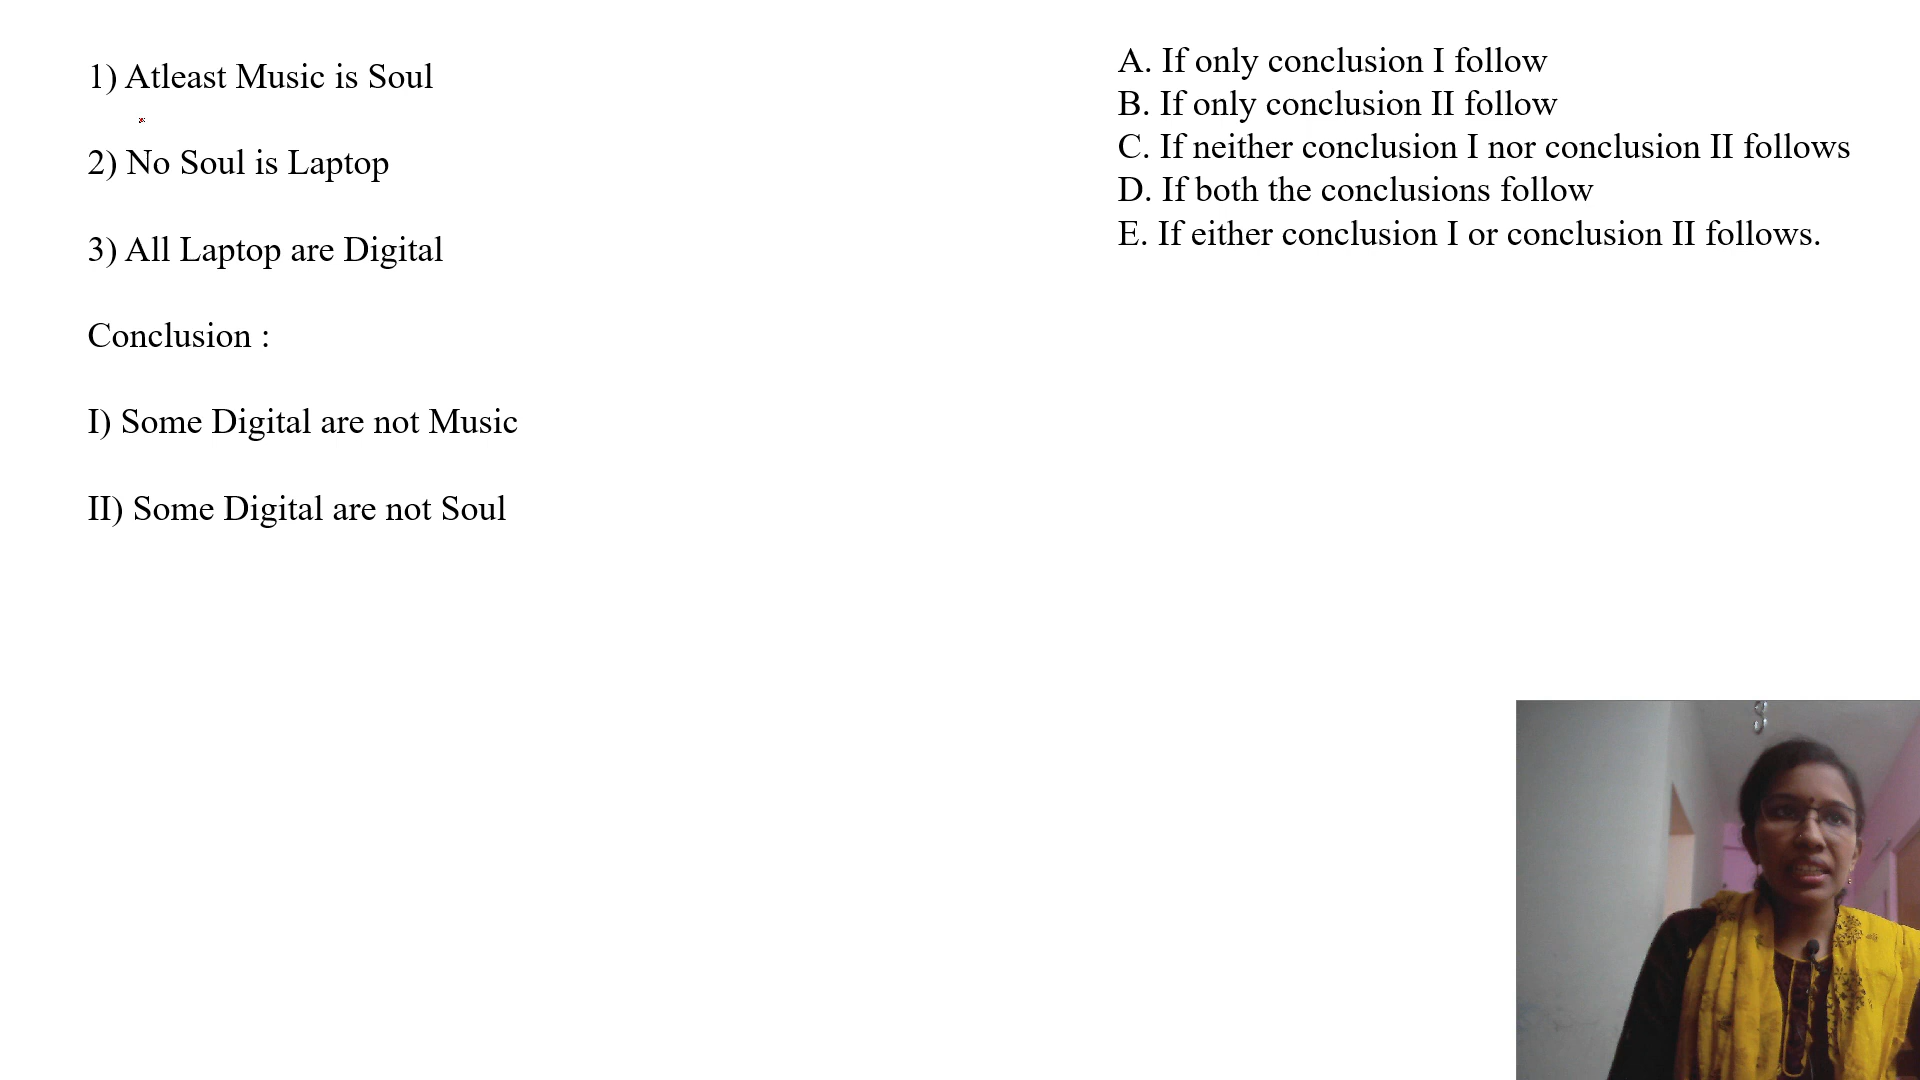 1) Atleast Music is Soul
2) No Soul is Laptop
3) All Laptop are Digital
Conclusion :
I) Some Digital are not Music
II) Some Digital are not Soul
A. If only conclusion I follow
B. If only conclusion II follow
C. If neither conclusion I nor conclusion II follows
D. If both the conclusions follow
E. If either conclusion I or conclusion II follows.